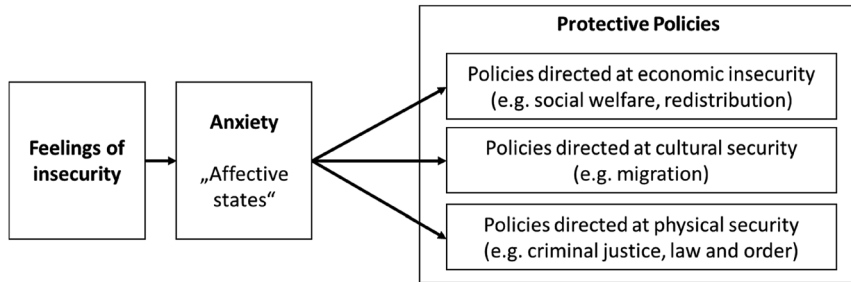 Protective Policies
Policies directed at economic insecurity
(e.g. social welfare, redistribution)
Anxiety
Feelings of
insecurity
„Affective
states“
Policies directed at cultural security
(e.g. migration)
Policies directed at physical security
(e.g. criminal justice, law and order)